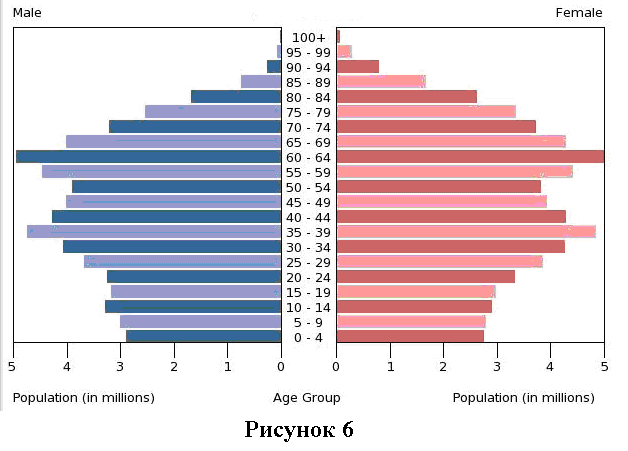 Male Female
100+
95 - 99
90 - 94
85 - 89
80 - 84
75 - 79
70 - 74
65 - 69
60 - 64
55 - 59
50 - 54
45 - 49
40 - 44
35 - 39
30 - 34
25 - 29
20 - 24
15 - 19
10 - 14
5 - 9
0 - 4
5 4 3 2 1 0 0 1 2 3 4 5
Population (in millions) Age Group Population (in millions)
Рисунок 6